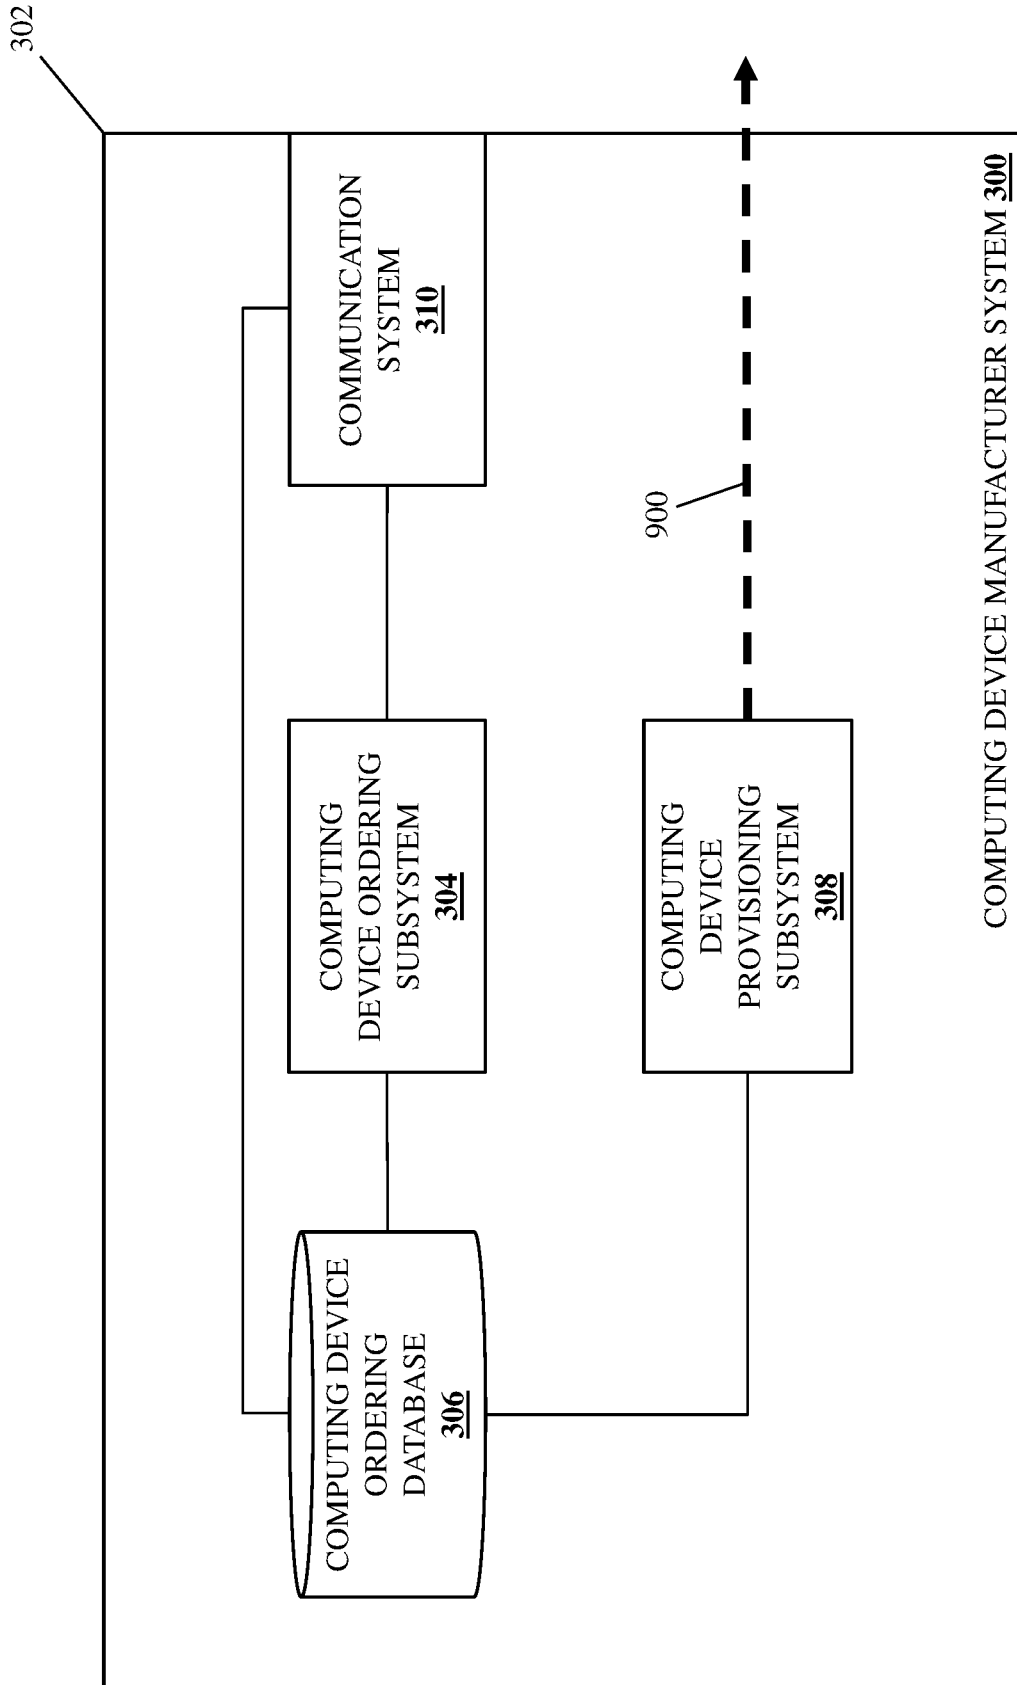 302
COMMUNICATION
SYSTEM
310
COMPUTING
DEVICE ORDERING
SUBSYSTEM
304
COMPUTING DEVICE
ORDERING
DATABASE
306
900
COMPUTING
DEVICE
PROVISIONING
SUBSYSTEM
308
COMPUTING DEVICE MANUFACTURER SYSTEM 300